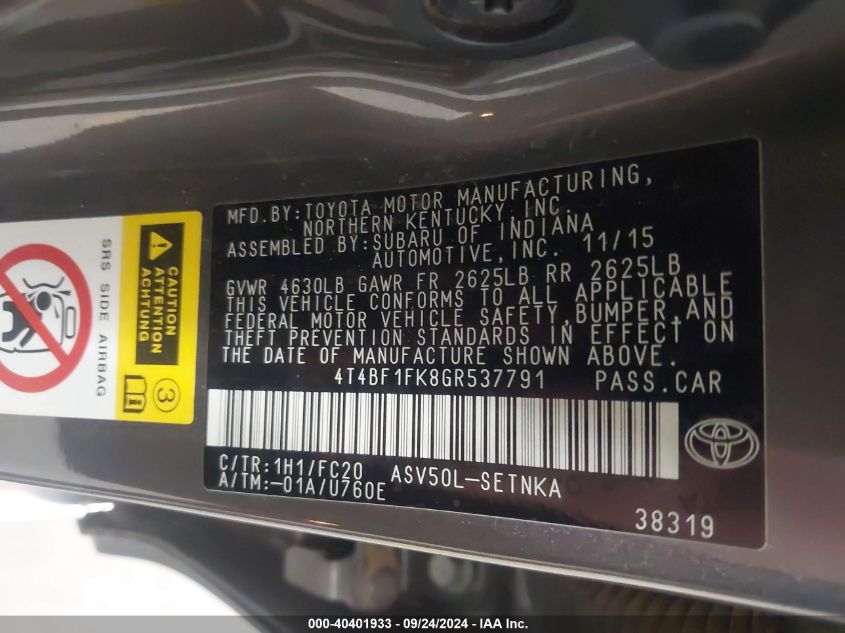 MFD.BY:TOYOTA MOTOR MANUFACTURING,
NORTHERN KENTUCKY,INC.
ASSEMBLED BY:SUBARU OF INDIANA
AUTOMOTIVE,INC. 11/15
GVWR 4630LB GAWR FR 2625LB RR 2625LB
THIS VEHICLE CONFORMS TO ALL APPLICABLE
FEDERAL MOTOR VEHICLE SAFETY,BUMPER,AND
THEFT PREVENTION STANDARDS IN EFFECT ON
THE DATE OF MANUFACTURE SHOWN ABOVE.
4T4BF1FK8GR537791 PASS.CAR
C/TR:1H1/FC20 ASV50L-SETNKA
A/TM:-01A/U760E
38319
SRS SIDE AIRBAG
CAUTION
ATTENTION
ACHTUNG
3
000-40401933 - 09/24/2024 - IAAI.COM